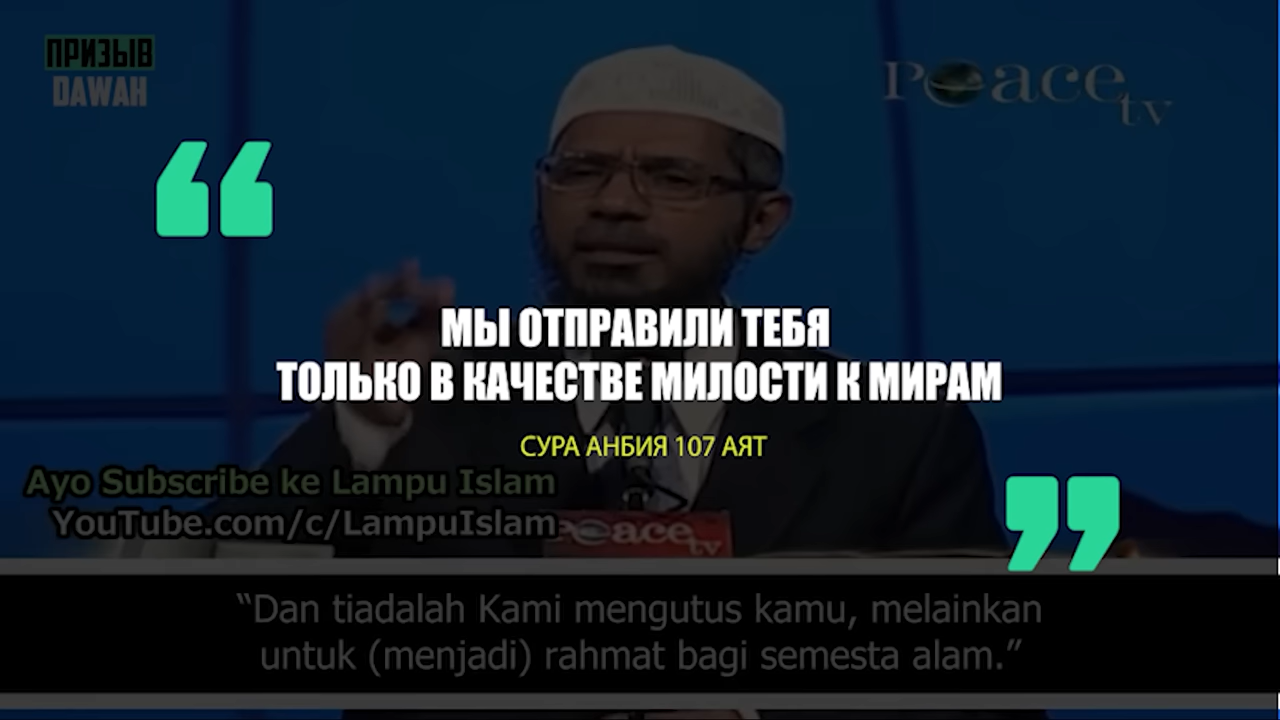 ПРИЗЫВ
DAWAH
Peace
tv
“
МЫ ОТПРАВИЛИ ТЕБЯ
ТОЛЬКО В КАЧЕСТВЕ МИЛОСТИ К МИРАМ
СУРА АНБИЯ 107 АЯТ
”
Ayo Subscribe ke Lampu Islam
YouTube.com/c/LampuIslam
Peace tv
“Dan tiadalah Kami mengutus kamu, melainkan
untuk (menjadi) rahmat bagi semesta alam.”